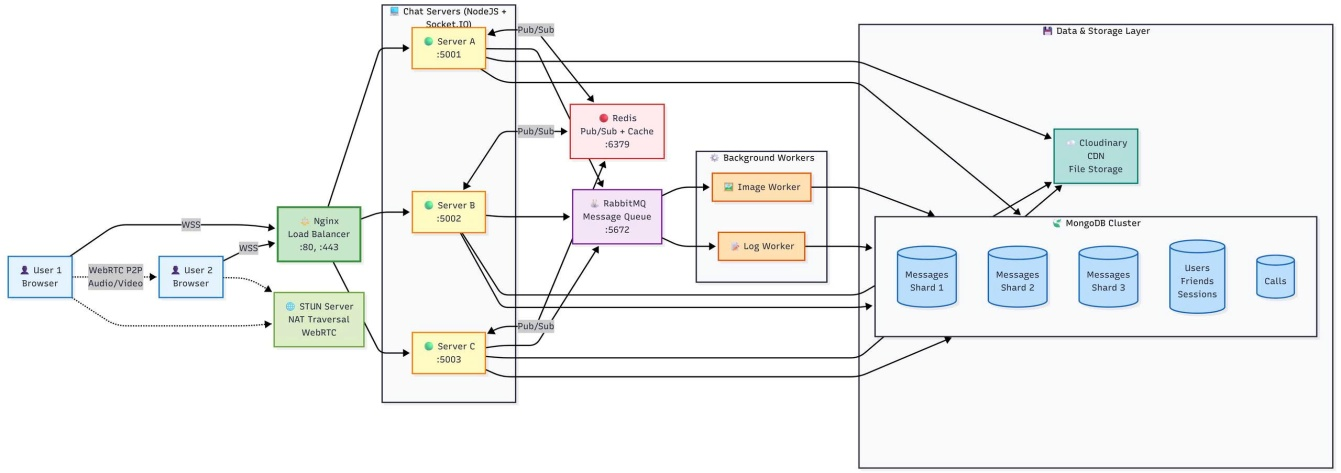 Chat Servers (NodeJS +
Socket.IO)
Server A
:5001
Pub/Sub
Data & Storage Layer
Redis
Pub/Sub + Cache
:6379
Pub/Sub
Cloudinary
CDN
File Storage
Background Workers
Image Worker
Log Worker
Server B
:5002
RabbitMQ
Message Queue
:5672
Nginx
Load Balancer
:80, :443
WSS
WSS
User 1
Browser
WebRTC P2P
Audio/Video
User 2
Browser
STUN Server
NAT Traversal
WebRTC
Server C
:5003
Pub/Sub
MongoDB Cluster
Messages
Shard 1
Messages
Shard 2
Messages
Shard 3
Users
Friends
Sessions
Calls